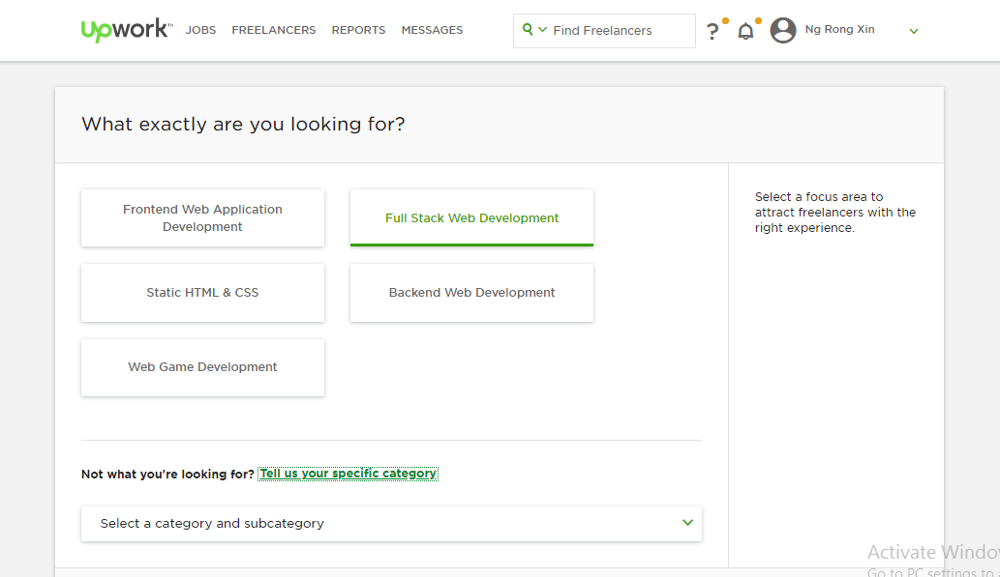 Upwork™ JOBS FREELANCERS REPORTS MESSAGES Find Freelancers ? Ng Rong Xin
What exactly are you looking for?
Frontend Web Application
Development
Full Stack Web Development
Static HTML & CSS
Backend Web Development
Web Game Development
Select a focus area to
attract freelancers with the
right experience.
Not what you're looking for? Tell us your specific category
Select a category and subcategory
Activate Windo
Go to PC settings to